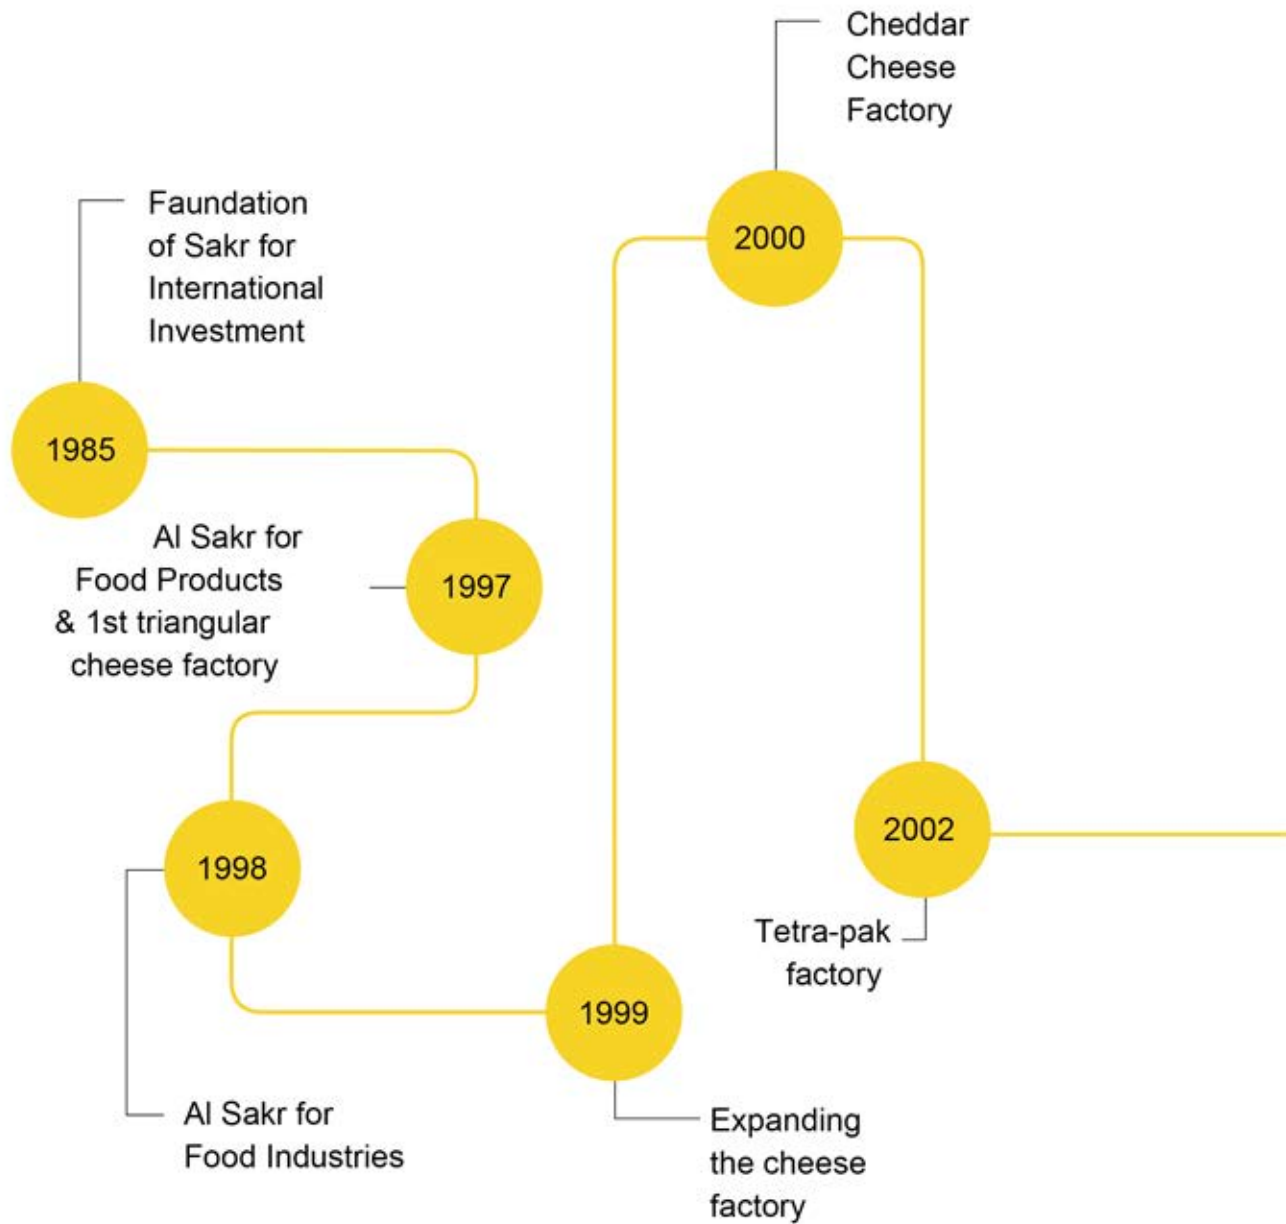 1985
Faundation
of Sakr for
International
Investment
1997
Al Sakr for
Food Products
& 1st triangular
cheese factory
1998
Al Sakr for
Food Industries
1999
Expanding
the cheese
factory
2000
Cheddar
Cheese
Factory
2002
Tetra-pak
factory